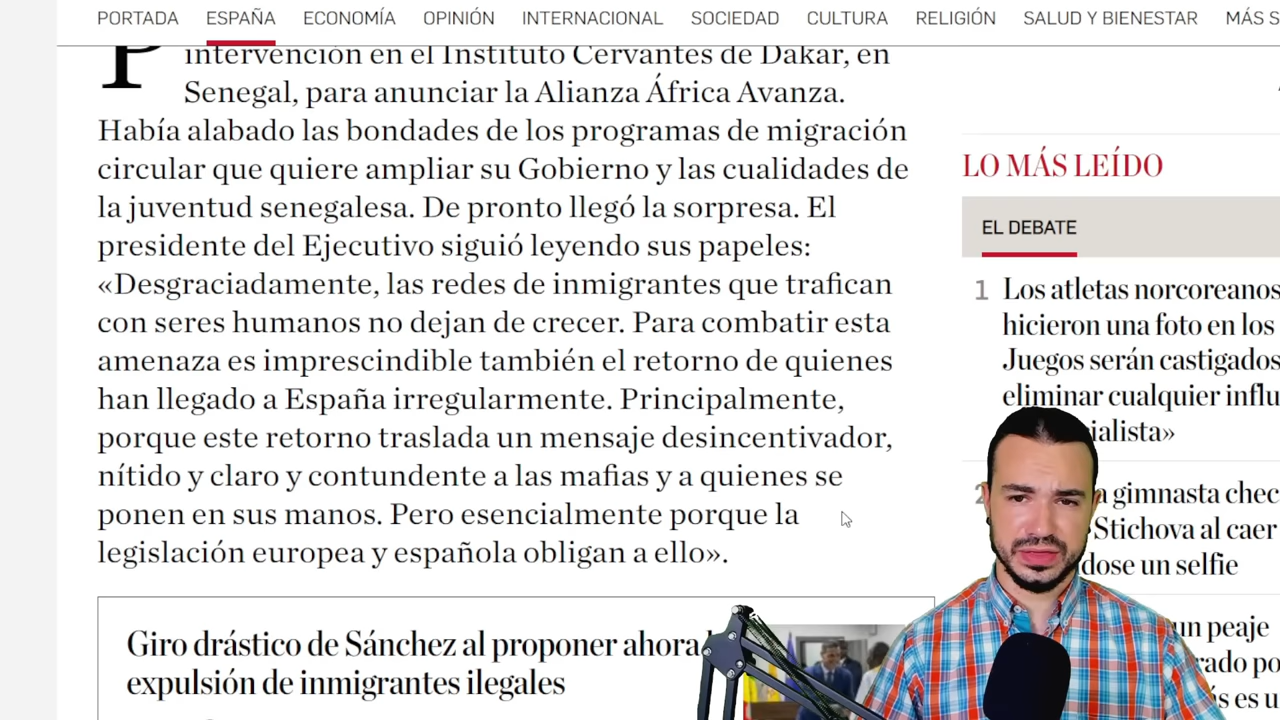 PORTADA ESPAÑA ECONOMÍA OPINIÓN INTERNACIONAL SOCIEDAD CULTURA RELIGIÓN SALUD Y BIENESTAR MÁS S
P
intervención en el Instituto Cervantes de Dakar, en
Senegal, para anunciar la Alianza África Avanza.
Había alabado las bondades de los programas de migración
circular que quiere ampliar su Gobierno y las cualidades de
la juventud senegalesa. De pronto llegó la sorpresa. El
presidente del Ejecutivo siguió leyendo sus papeles:
«Desgraciadamente, las redes de inmigrantes que trafican
con seres humanos no dejan de crecer. Para combatir esta
amenaza es imprescindible también el retorno de quienes
han llegado a España irregularmente. Principalmente,
porque este retorno traslada un mensaje desincentivador,
nítido y claro y contundente a las mafias y a quienes se
ponen en sus manos. Pero esencialmente porque la
legislación europea y española obligan a ello».
Giro drástico de Sánchez al proponer ahora
expulsión de inmigrantes ilegales
LO MÁS LEÍDO
EL DEBATE
1 Los atletas norcoreanos
hicieron una foto en los
Juegos serán castigados
eliminar cualquier influ
ialista»
2 a gimnasta chec
Stichova al caer
dose un selfie
un peaje
rado po
s es u